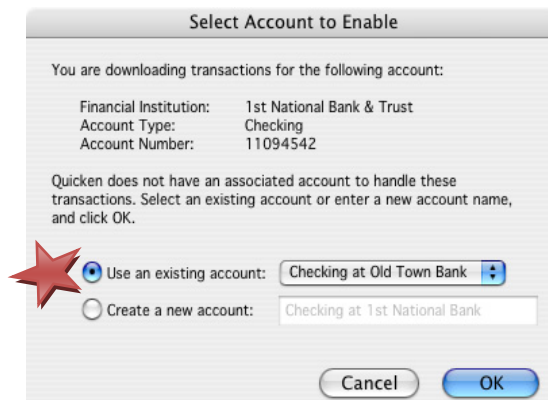 Select Account to Enable
You are downloading transactions for the following account:
Financial Institution: 1st National Bank & Trust
Account Type: Checking
Account Number: 11094542
Quicken does not have an associated account to handle these
transactions. Select an existing account or enter a new account name,
and click OK.
Use an existing account: Checking at Old Town Bank
Create a new account: Checking at 1st National Bank
Cancel OK